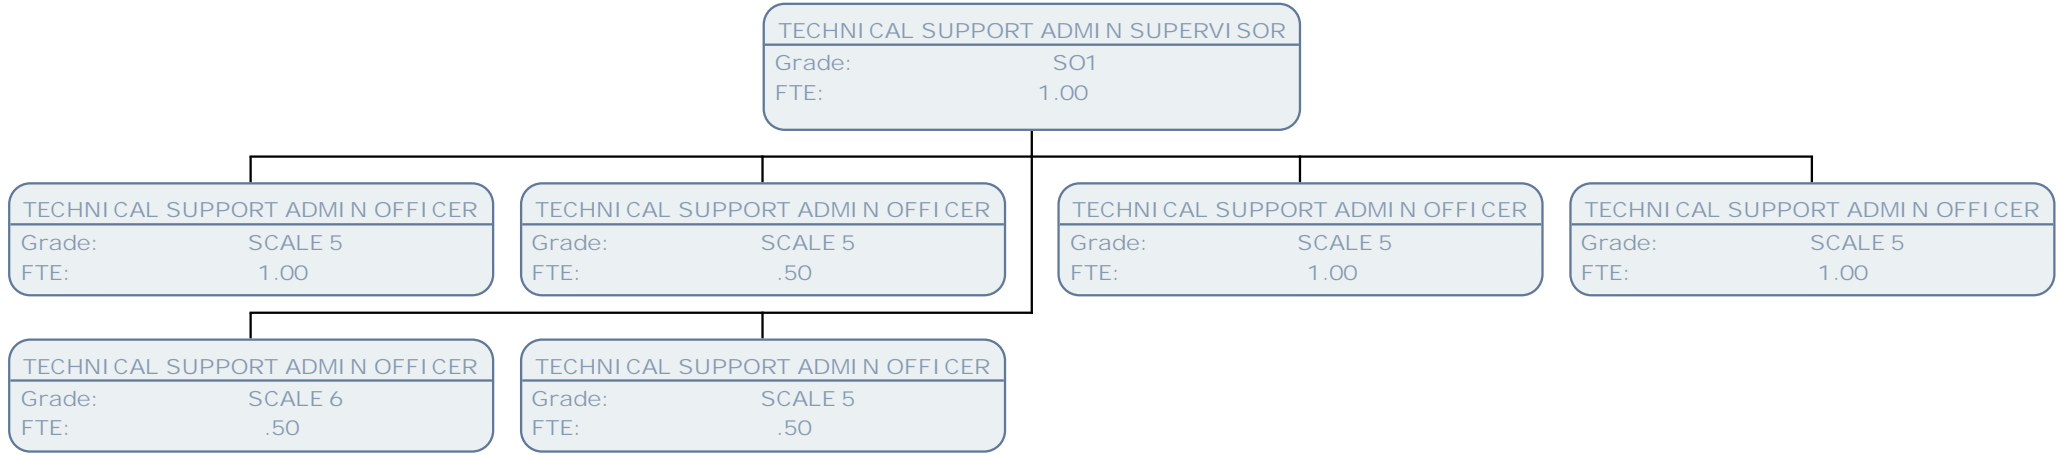 TECHNICAL SUPPORT ADMIN SUPERVISOR
Grade: SO1
FTE: 1.00
TECHNICAL SUPPORT ADMIN OFFICER
Grade: SCALE 5
FTE: 1.00
TECHNICAL SUPPORT ADMIN OFFICER
Grade: SCALE 5
FTE: .50
TECHNICAL SUPPORT ADMIN OFFICER
Grade: SCALE 5
FTE: 1.00
TECHNICAL SUPPORT ADMIN OFFICER
Grade: SCALE 5
FTE: 1.00
TECHNICAL SUPPORT ADMIN OFFICER
Grade: SCALE 6
FTE: .50
TECHNICAL SUPPORT ADMIN OFFICER
Grade: SCALE 5
FTE: .50